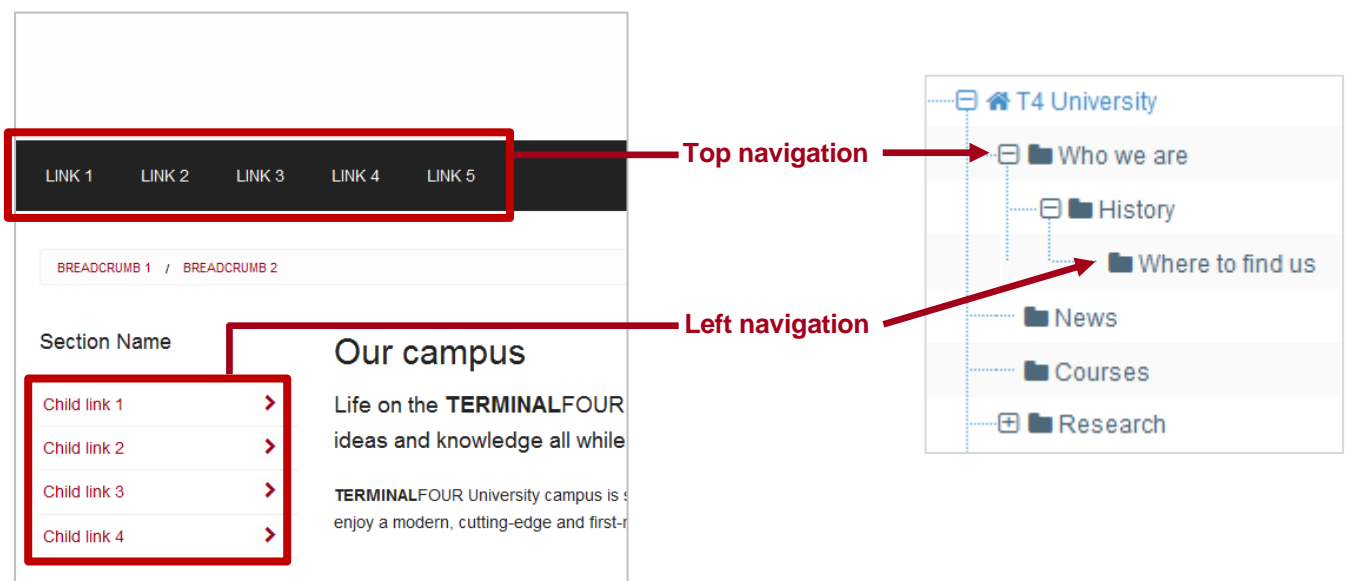 LINK 1 LINK 2 LINK 3 LINK 4 LINK 5
BREADCRUMB 1 / BREADCRUMB 2
Section Name
Child link 1
Child link 2
Child link 3
Child link 4
Our campus
Life on the TERMINALFOUR
ideas and knowledge all while
TERMINALFOUR University campus is
enjoy a modern, cutting-edge and first-
Top navigation
Left navigation
T4 University
Who we are
History
Where to find us
News
Courses
Research